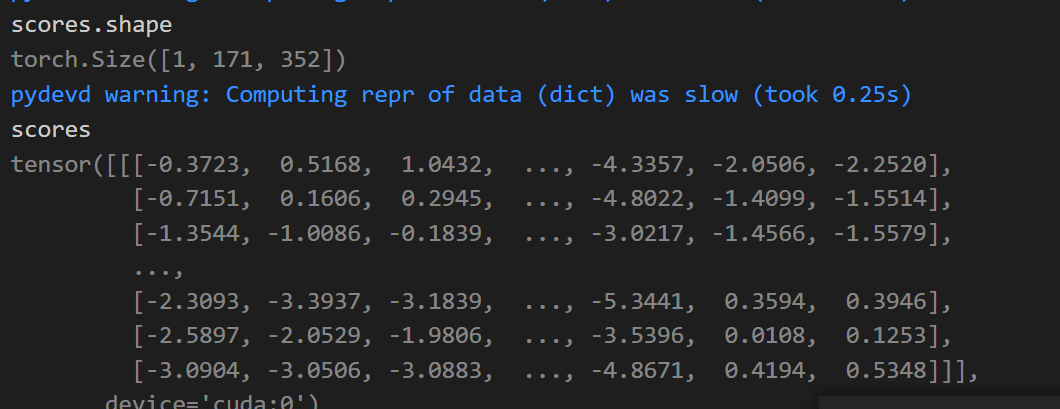 scores.shape
torch.Size([1, 171, 352])
pydevd warning: Computing repr of data (dict) was slow (took 0.25s)
scores
tensor([[[-0.3723,  0.5168,  1.0432,  ..., -4.3357, -2.0506, -2.2520],
         [-0.7151,  0.1606,  0.2945,  ..., -4.8022, -1.4099, -1.5514],
         [-1.3544, -1.0086, -0.1839,  ..., -3.0217, -1.4566, -1.5579],
         ...,
         [-2.3093, -3.3937, -3.1839,  ..., -5.3441,  0.3594,  0.3946],
         [-2.5897, -2.0529, -1.9806,  ..., -3.5396,  0.0108,  0.1253],
         [-3.0904, -3.0506, -3.0883,  ..., -4.8671,  0.4194,  0.5348]]],
       device='cuda:0')